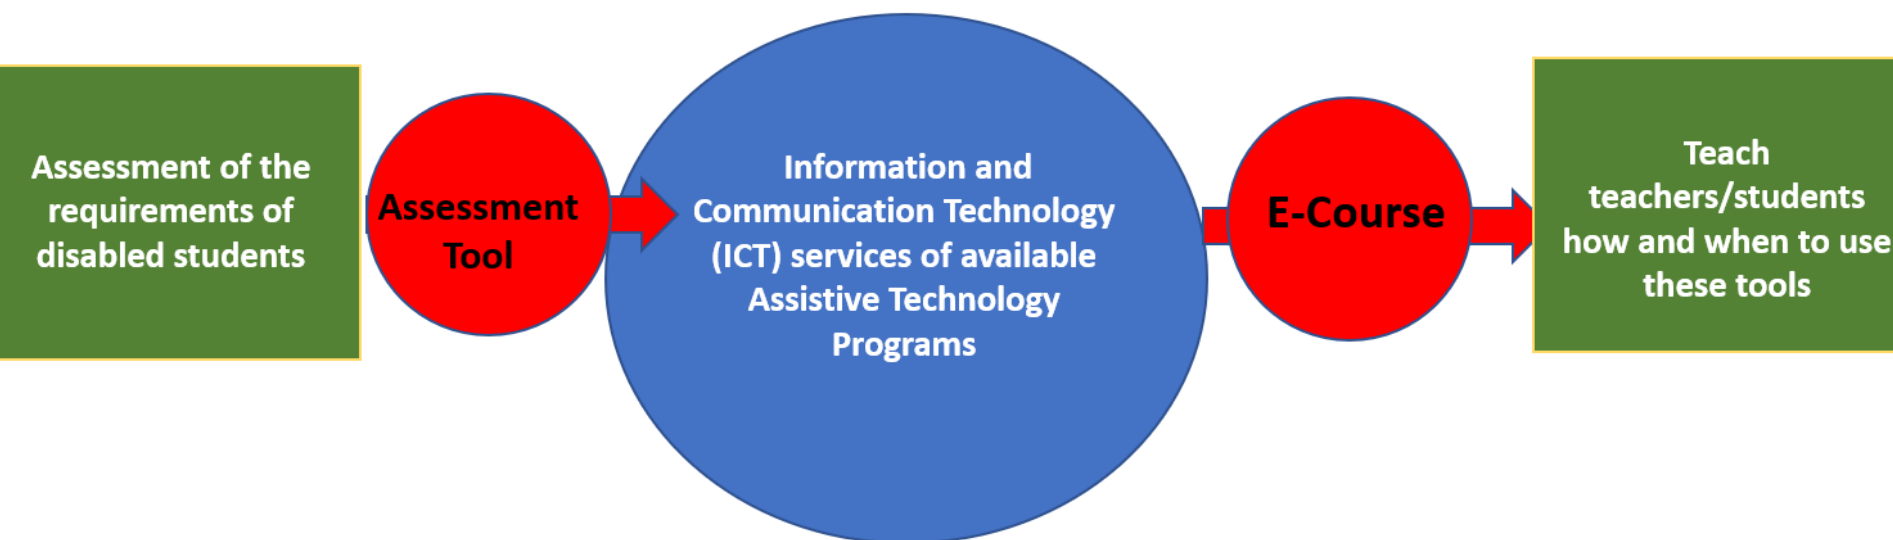 Assessment of the
requirements of
disabled students
Assessment
Tool
Information and
Communication Technology
(ICT) services of available
Assistive Technology
Programs
E-Course
Teach
teachers/students
how and when to use
these tools